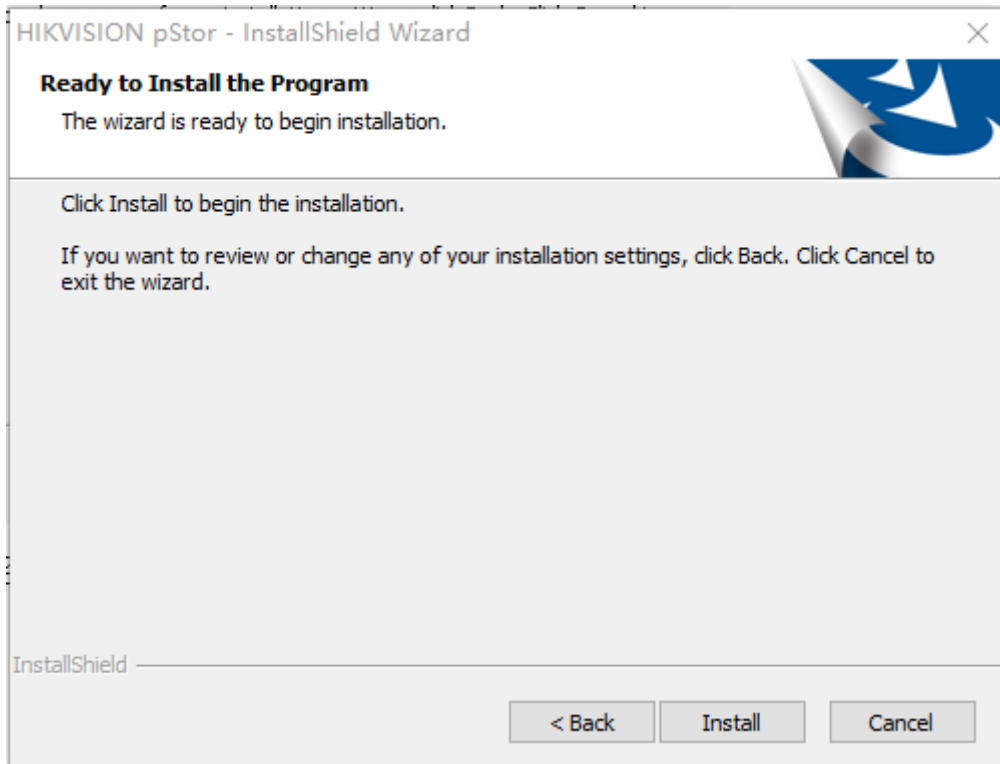 HIKVISION pStor - InstallShield Wizard
Ready to Install the Program
The wizard is ready to begin installation.
Click Install to begin the installation.
If you want to review or change any of your installation settings, click Back. Click Cancel to
exit the wizard.
InstallShield
< Back
Install
Cancel